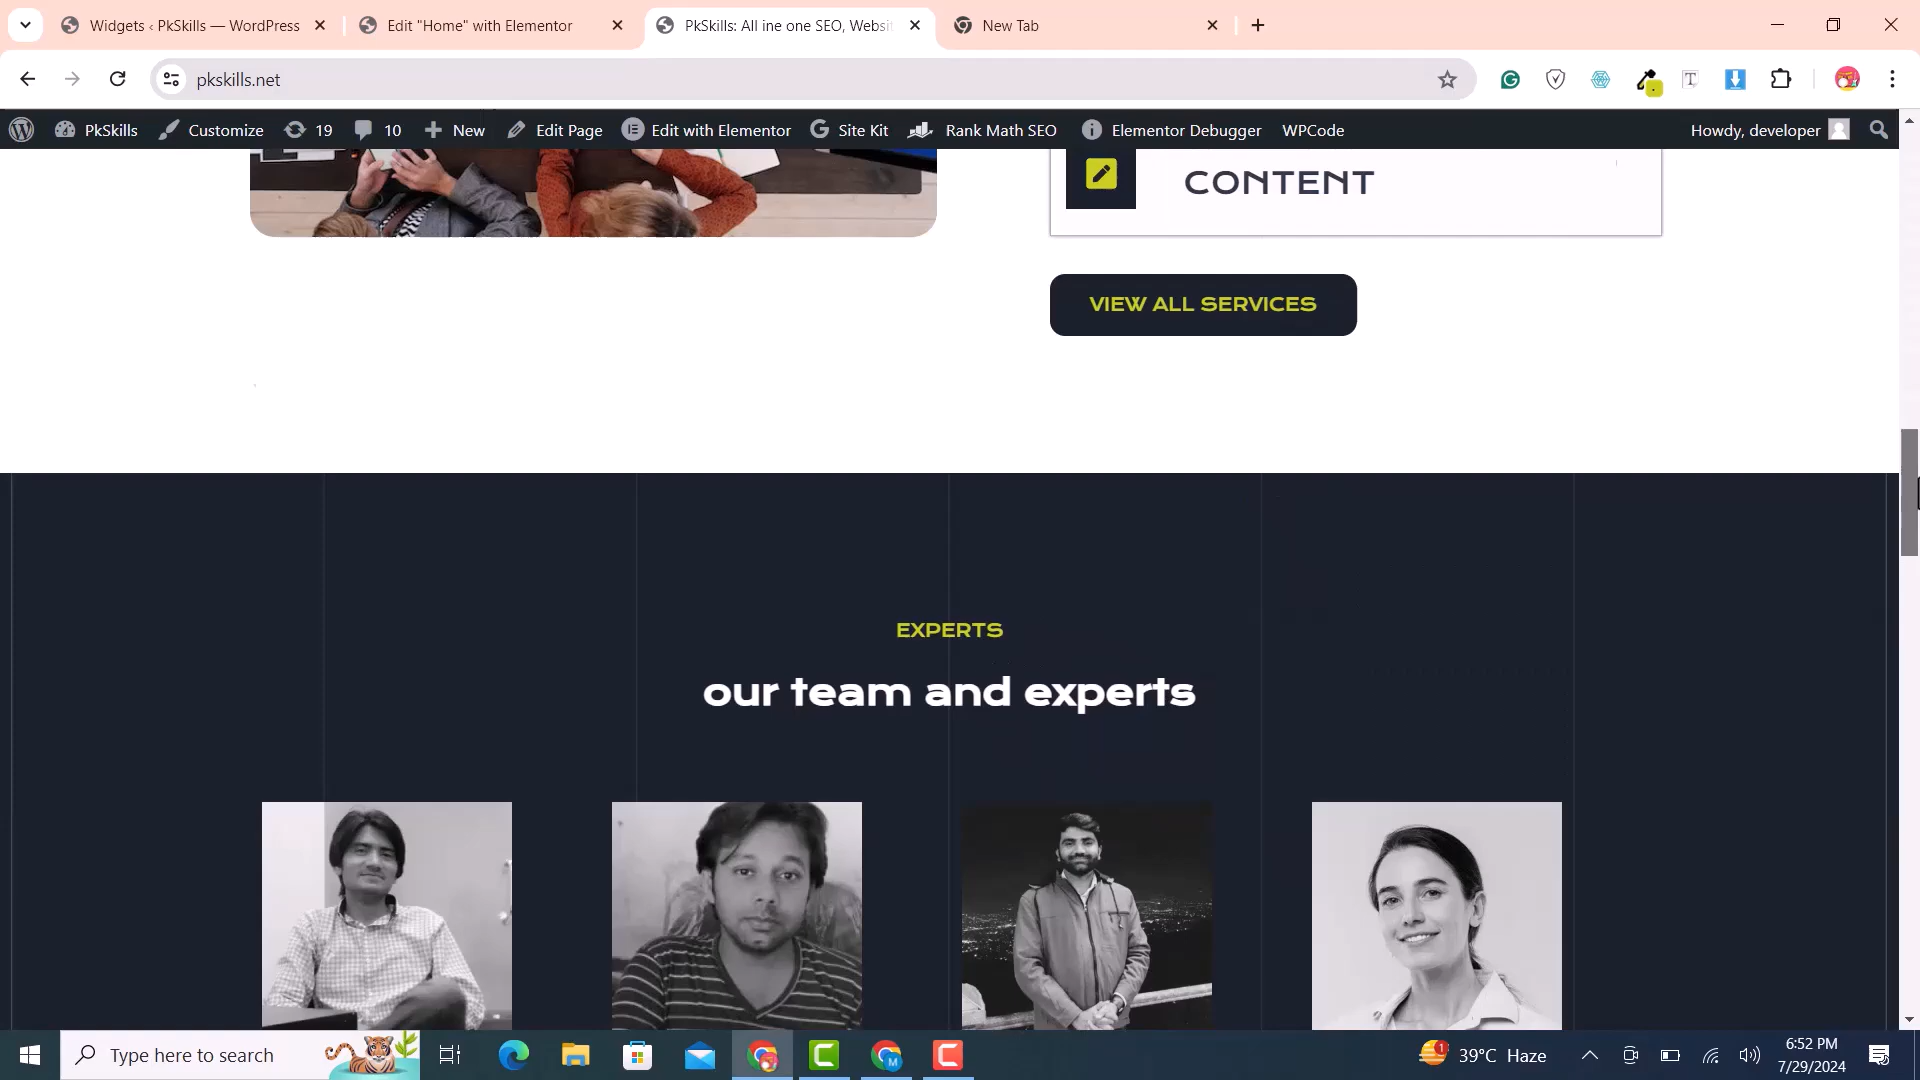 Widgets ‹ PkSkills — WordPress
Edit "Home" with Elementor
PkSkills: All ine one SEO, Websi
New Tab
pkskills.net
PkSkills
Customize
19
10
New
Edit Page
Edit with Elementor
Site Kit
Rank Math SEO
Elementor Debugger
WPCode
Howdy, developer
CONTENT
VIEW ALL SERVICES
EXPERTS
our team and experts
Type here to search
1
39°C Haze
6:52 PM
7/29/2024